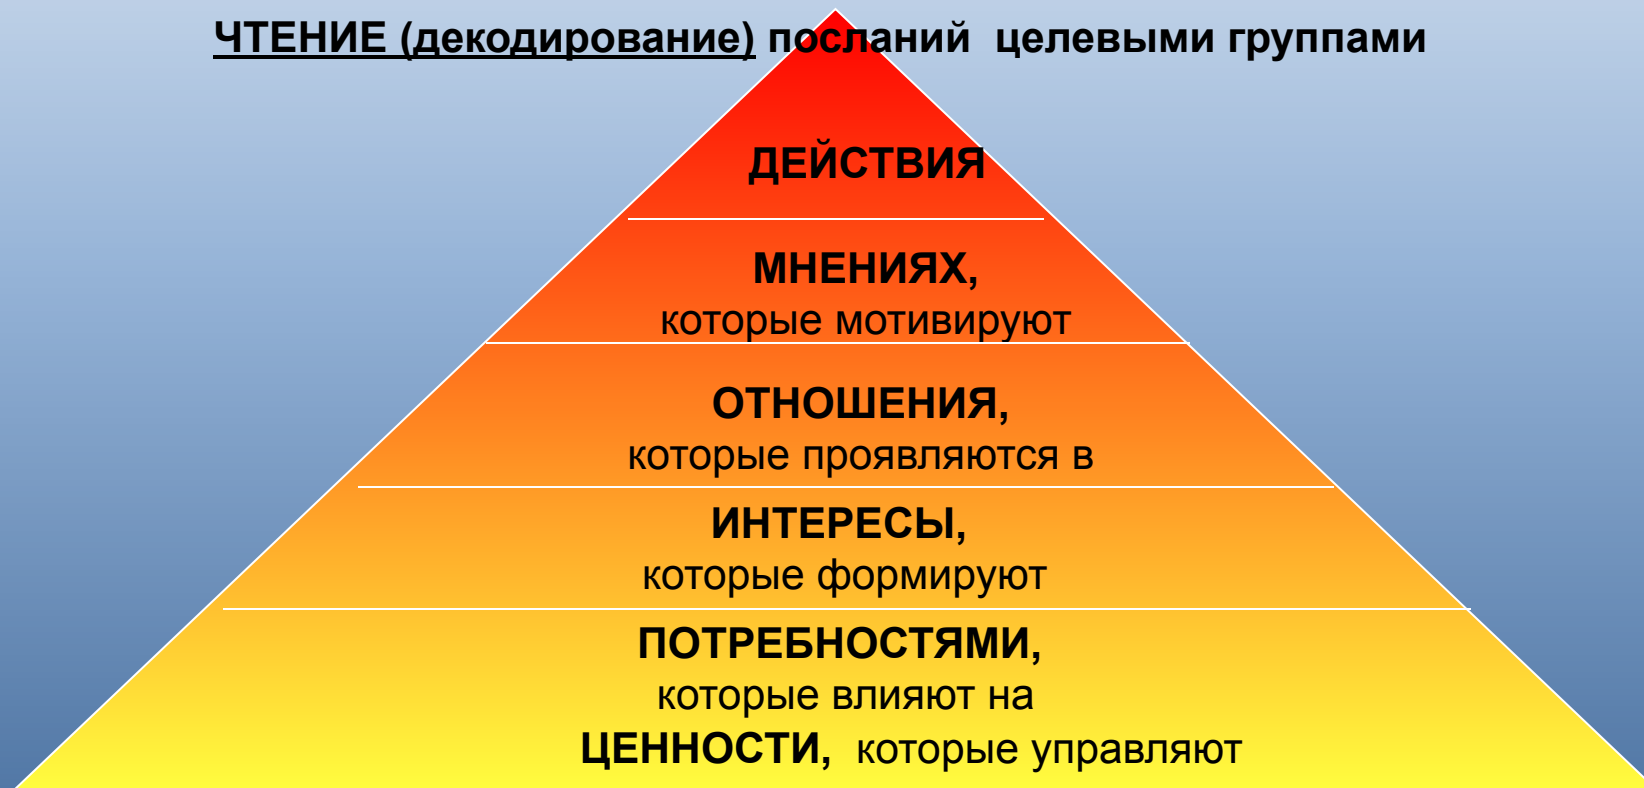 ЧТЕНИЕ (декодирование) посланий целевыми группами
ДЕЙСТВИЯ
МНЕНИЯХ,
которые мотивируют
ОТНОШЕНИЯ,
которые проявляются в
ИНТЕРЕСЫ,
которые формируют
ПОТРЕБНОСТЯМИ,
которые влияют на
ЦЕННОСТИ, которые управляют